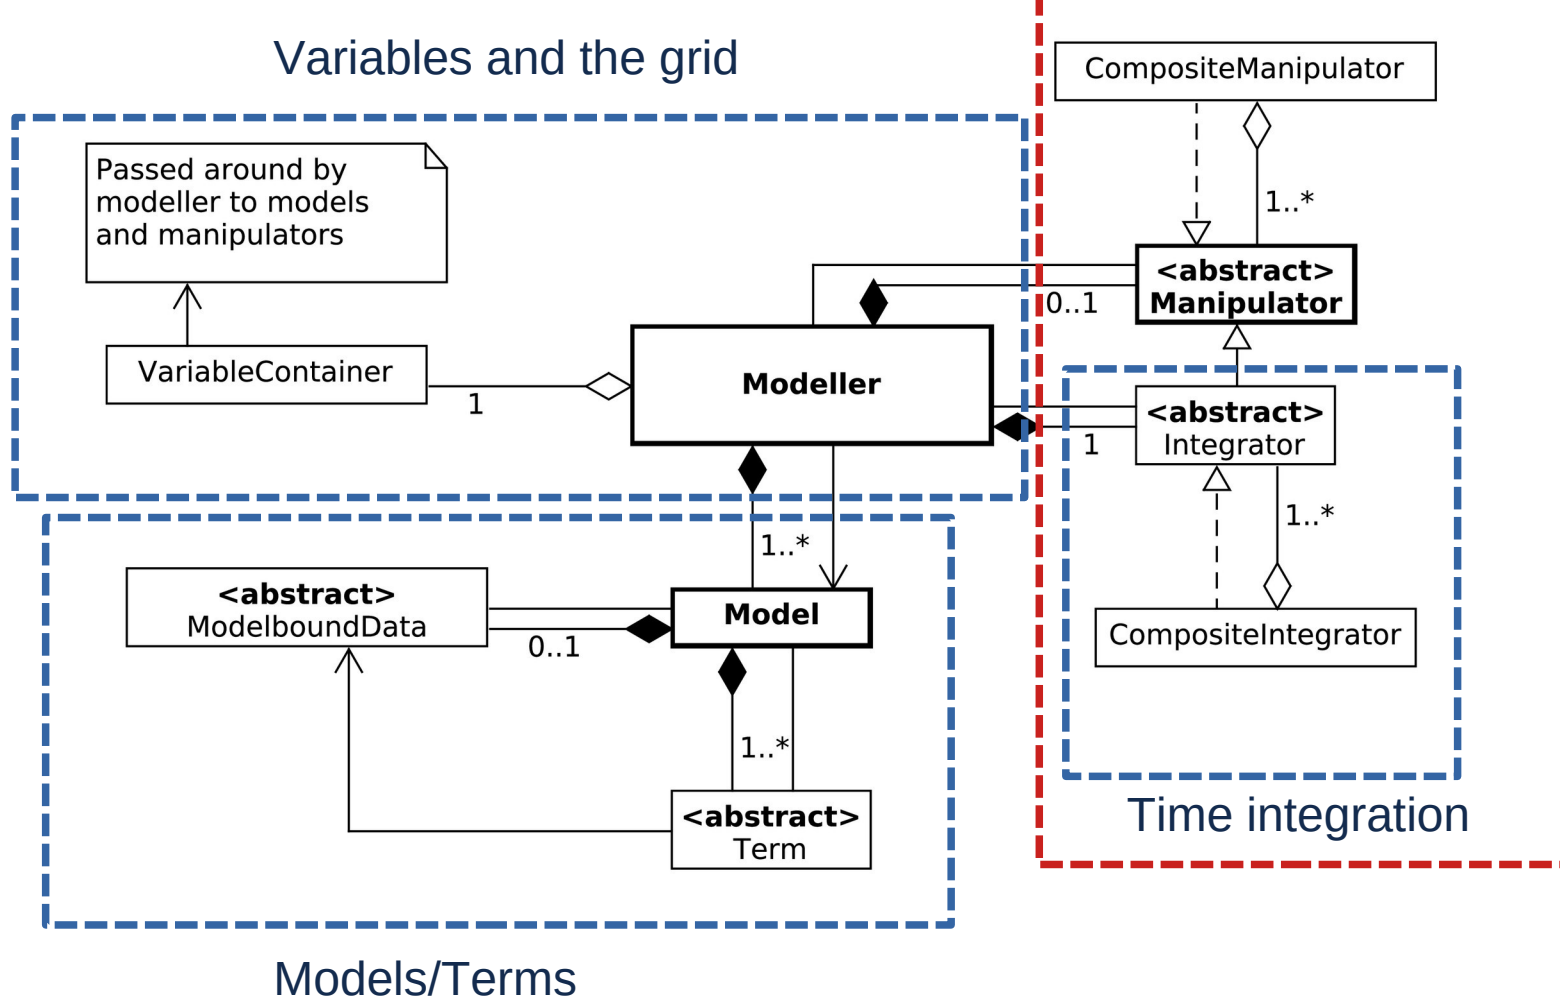 Variables and the grid
CompositeManipulator
Passed around by
modeller to models
and manipulators
1..*
<abstract>
Manipulator
0..1
VariableContainer
1
Modeller
<abstract>
Integrator
1
1..*
1..*
<abstract>
ModelboundData
0..1
Model
CompositeIntegrator
1..*
<abstract>
Term
Time integration
Models/Terms